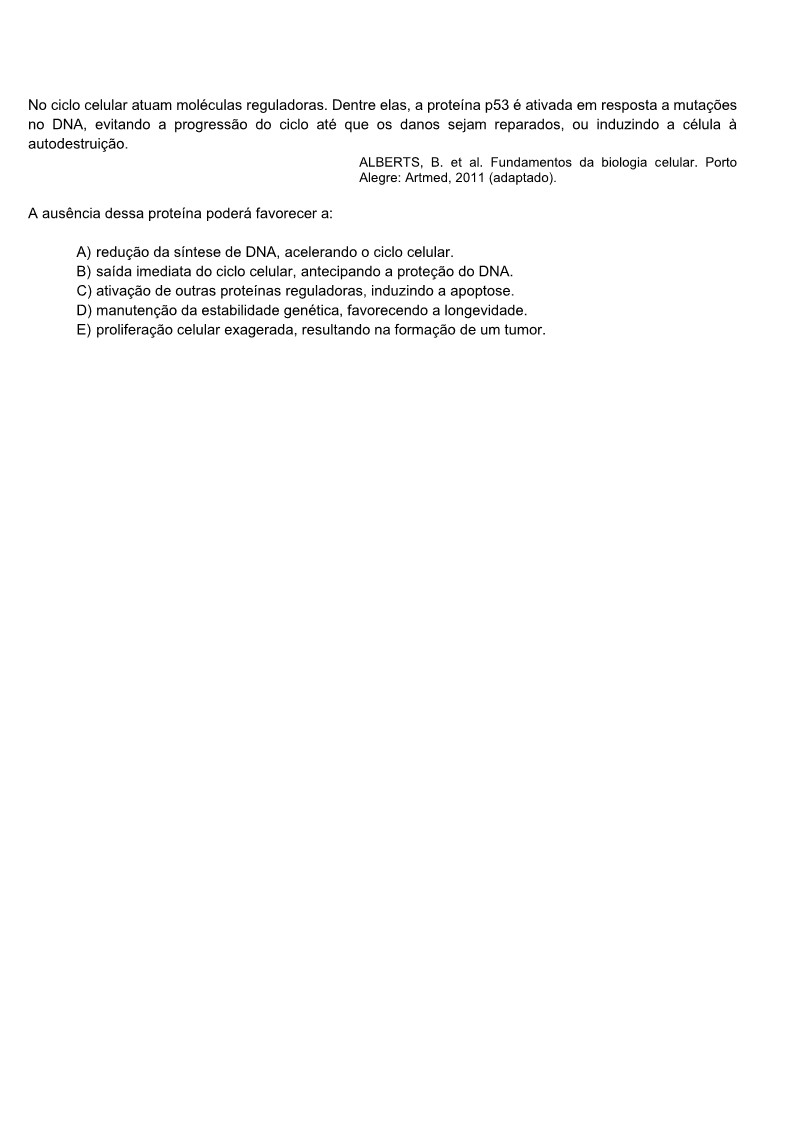 No ciclo celular atuam moléculas reguladoras. Dentre elas, a proteína p53 é ativada em resposta a mutações
no DNA, evitando a progressão do ciclo até que os danos sejam reparados, ou induzindo a célula à
autodestruição.
ALBERTS, B. et al. Fundamentos da biologia celular. Porto
Alegre: Artmed, 2011 (adaptado).
A ausência dessa proteína poderá favorecer a:
A) redução da síntese de DNA, acelerando o ciclo celular.
B) saída imediata do ciclo celular, antecipando a proteção do DNA.
C) ativação de outras proteínas reguladoras, induzindo a apoptose.
D) manutenção da estabilidade genética, favorecendo a longevidade.
E) proliferação celular exagerada, resultando na formação de um tumor.